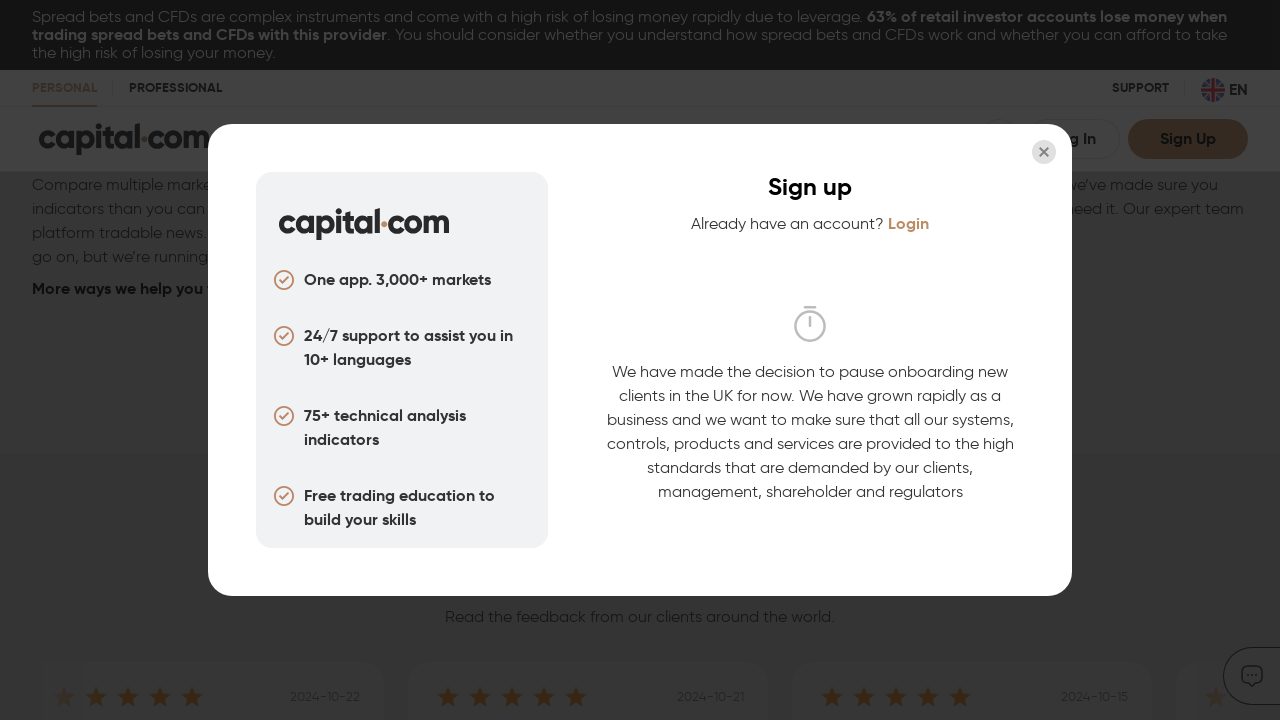 Spread bets and CFDs are complex instruments and come with a high risk of losing money rapidly due to leverage. 63% of retail investor accounts lose money when
trading spread bets and CFDs with this provider. You should consider whether you understand how spread bets and CFDs work and whether you can afford to take
the high risk of losing your money.
PERSONAL
PROFESSIONAL
SUPPORT
EN
capital.com
In
Sign Up
Compare multiple
we've made sure you
indicators than you can
need it. Our expert team
platform tradable news.
go on, but we're running
More ways we help you
capital.com
One app. 3,000+ markets
24/7 support to assist you in
10+ languages
75+ technical analysis
indicators
Free trading education to
build your skills
Sign up
Already have an account? Login
We have made the decision to pause onboarding new
clients in the UK for now. We have grown rapidly as a
business and we want to make sure that all our systems,
controls, products and services are provided to the high
standards that are demanded by our clients,
management, shareholder and regulators
Read the feedback from our clients around the world.
2024-10-22
2024-10-21
2024-10-15